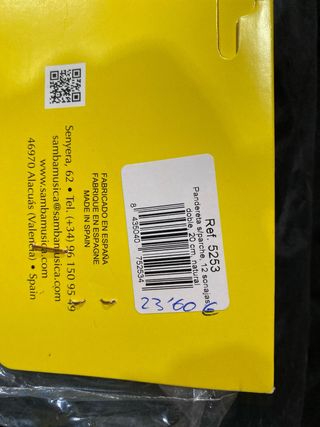 Ref. 5253
Pandereta s/parche, 12 sonajas
doble, 20 cm. natural
8 435040 752534
23'60 €
FABRICADO EN ESPAÑA
FABRIQUE EN ESPAGNE
MADE IN SPAIN
Senyera, 62 • Tel. (+34) 96 150 95
sambamusica@sambamusica.com
www.sambamusica.com
46970 Alacuás (Valencia) • Spain